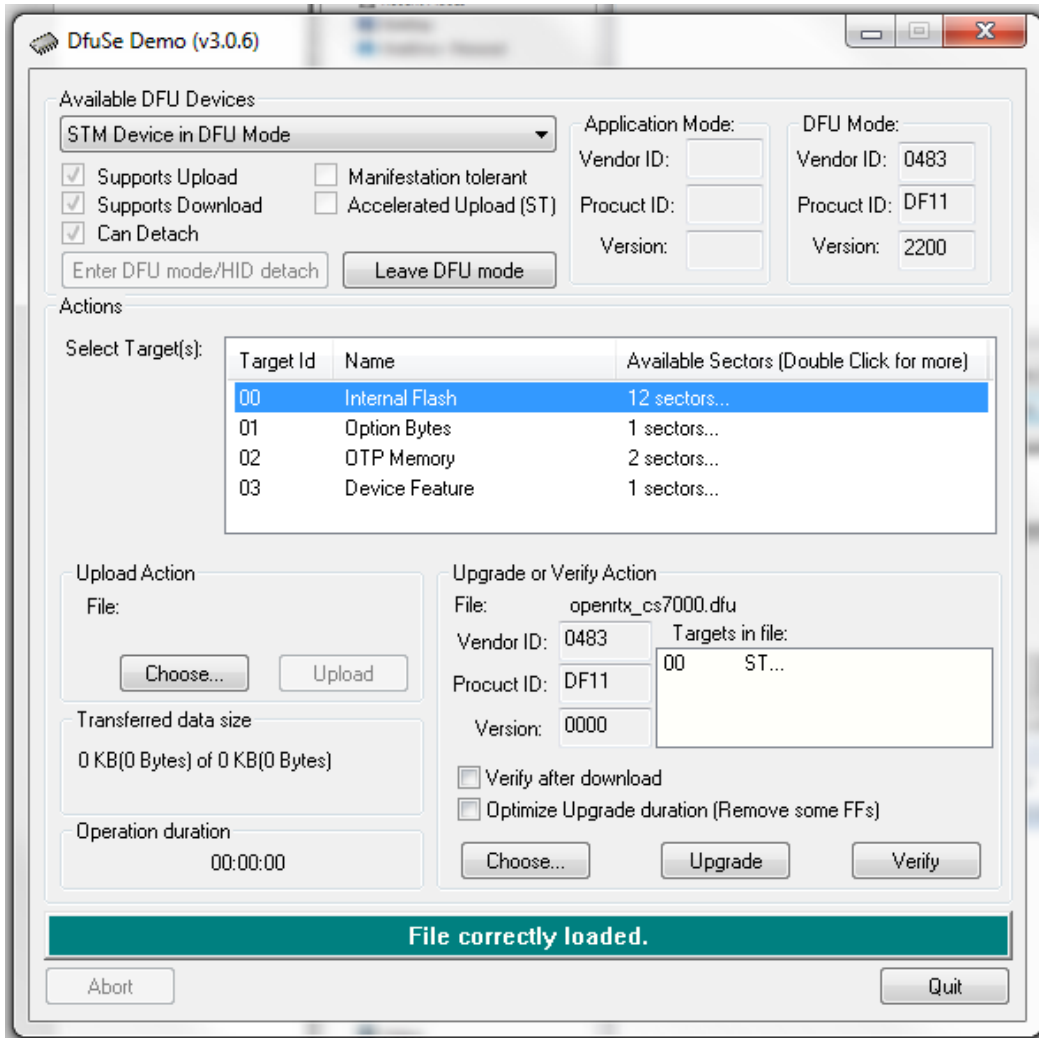 DfuSe Demo (v3.0.6)
Available DFU Devices
STM Device in DFU Mode
Supports Upload
Manifestation tolerant
Supports Download
Accelerated Upload (ST)
Can Detach
Enter DFU mode/HID detach
Leave DFU mode
Application Mode:
Vendor ID:
Procuct ID:
Version:
DFU Mode:
Vendor ID: 0483
Procuct ID: DF11
Version: 2200
Actions
Select Target(s):
Target Id Name Available Sectors (Double Click for more)
00 Internal Flash 12 sectors...
01 Option Bytes 1 sectors...
02 OTP Memory 2 sectors...
03 Device Feature 1 sectors...
Upload Action
File:
Choose... Upload
Transferred data size
0 KB(0 Bytes) of 0 KB(0 Bytes)
Operation duration
00:00:00
Upgrade or Verify Action
File: openrtx_cs7000.dfu
Vendor ID: 0483
Procuct ID: DF11
Version: 0000
Targets in file:
00 ST...
Verify after download
Optimize Upgrade duration (Remove some FFs)
Choose... Upgrade Verify
File correctly loaded.
Abort Quit